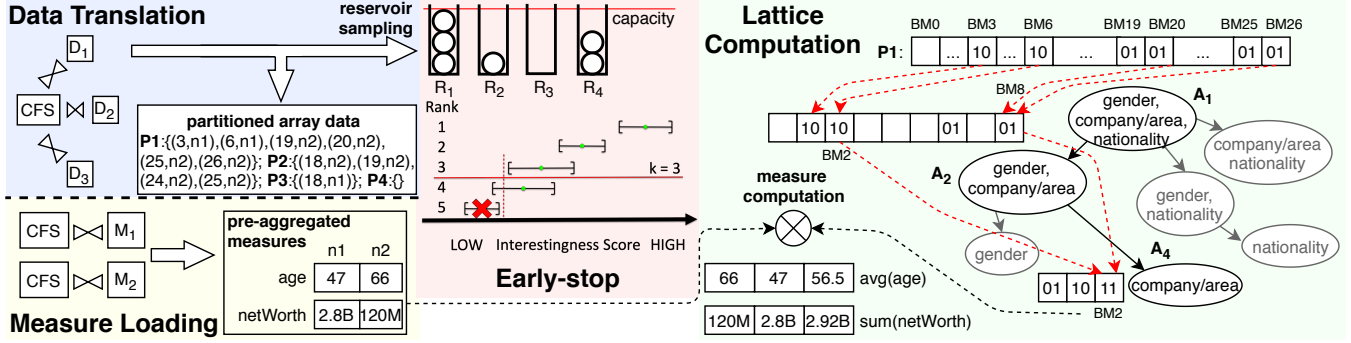 Data Translation
D1
CFS
D2
D3
reservoir
sampling
partitioned array data
P1:{(3,n1),(6,n1),(19,n2),(20,n2),
(25,n2),(26,n2)}; P2:{(18,n2),(19,n2),
(24,n2),(25,n2)}; P3:{(18,n1)}; P4:{}
CFS
M1
CFS
M2
Measure Loading
pre-aggregated
measures
n1 n2
age 47 66
netWorth 2.8B 120M
capacity
R1 R2 R3 R4
Rank
1
2
3
k = 3
4
5
LOW Interestingness Score HIGH
Early-stop
Lattice
Computation
BM0 BM3 BM6 BM19 BM20 BM25 BM26
P1: ... 10 ... 10 ... 01 01 ... 01 01
BM8
10 10 01 01
BM2
A1
gender,
company/area,
nationality
company/area
nationality
A2
gender,
company/area
gender,
nationality
gender
nationality
A4
company/area
measure
computation
01 10 11
BM2
66 47 56.5 avg(age)
120M 2.8B 2.92B sum(netWorth)